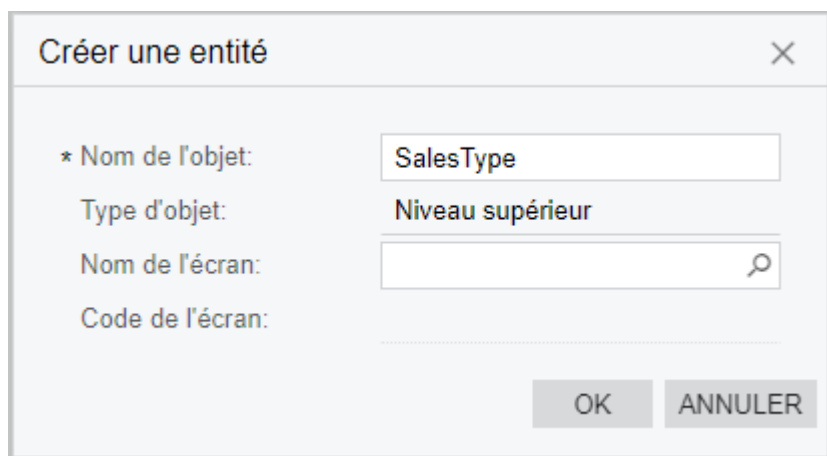 Créer une entité
* Nom de l'objet: SalesType
Type d'objet: Niveau supérieur
Nom de l'écran:
Code de l'écran:
OK ANNULER